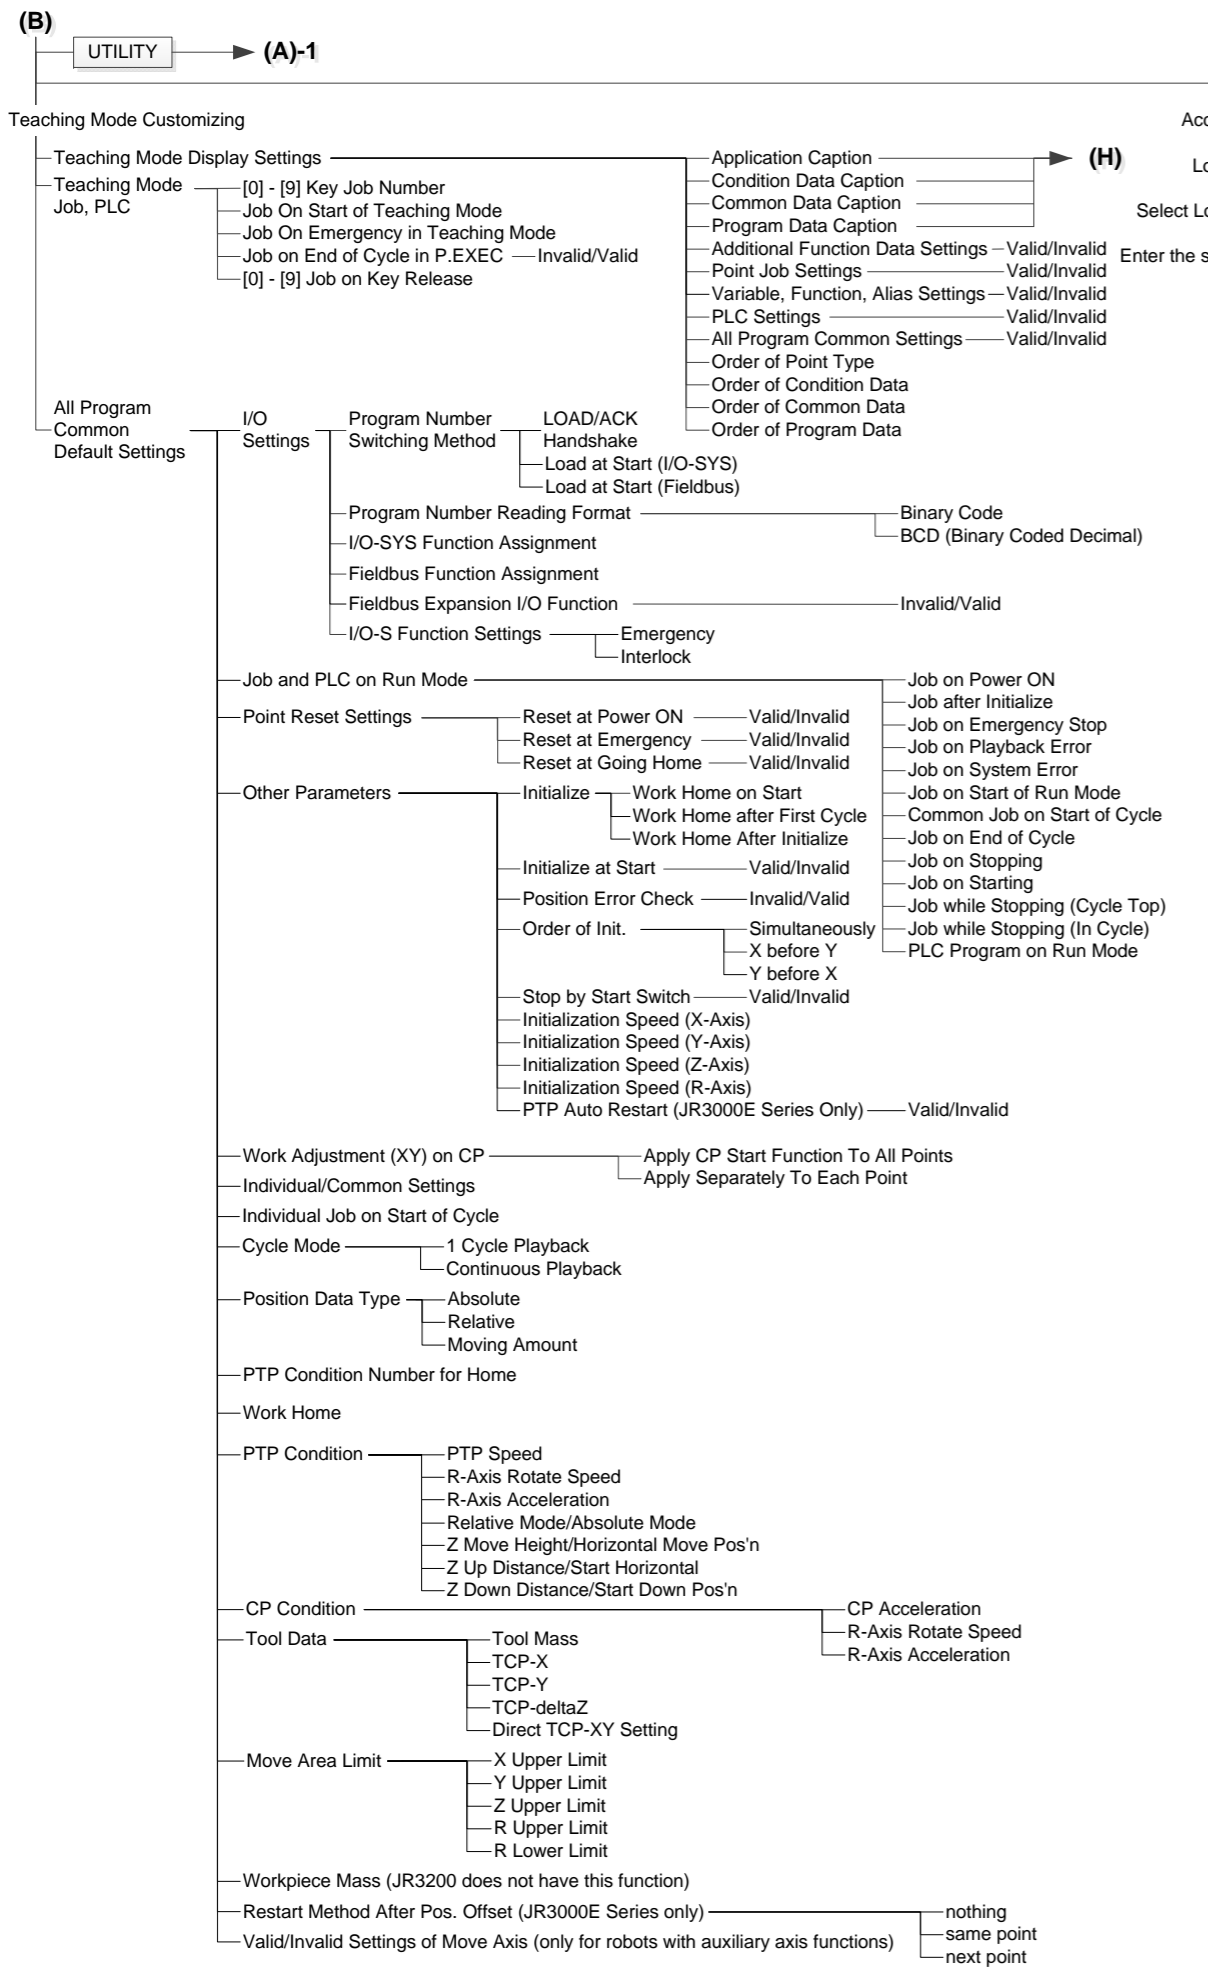 (B)
UTILITY
(A)-1
Teaching Mode Customizing
Acc
Teaching Mode Display Settings
Application Caption
(H)
Lo
Condition Data Caption
Common Data Caption
Select Lo
Program Data Caption
Additional Function Data Settings
Valid/Invalid
Enter the s
Point Job Settings
Valid/Invalid
Variable, Function, Alias Settings
Valid/Invalid
PLC Settings
Valid/Invalid
All Program Common Settings
Valid/Invalid
Order of Point Type
Order of Condition Data
Order of Common Data
Order of Program Data
Teaching Mode
Job, PLC
[0] - [9] Key Job Number
Job On Start of Teaching Mode
Job On Emergency in Teaching Mode
Job on End of Cycle in P.EXEC
Invalid/Valid
[0] - [9] Job on Key Release
All Program
Common
Default Settings
I/O
Settings
Program Number
Switching Method
LOAD/ACK
Handshake
Load at Start (I/O-SYS)
Load at Start (Fieldbus)
Program Number Reading Format
Binary Code
BCD (Binary Coded Decimal)
I/O-SYS Function Assignment
Fieldbus Function Assignment
Fieldbus Expansion I/O Function
Invalid/Valid
I/O-S Function Settings
Emergency
Interlock
Job and PLC on Run Mode
Job on Power ON
Job after Initialize
Job on Emergency Stop
Job on Playback Error
Job on System Error
Job on Start of Run Mode
Common Job on Start of Cycle
Job on End of Cycle
Job on Stopping
Job on Starting
Job while Stopping (Cycle Top)
Job while Stopping (In Cycle)
PLC Program on Run Mode
Point Reset Settings
Reset at Power ON
Valid/Invalid
Reset at Emergency
Valid/Invalid
Reset at Going Home
Valid/Invalid
Other Parameters
Initialize
Work Home on Start
Work Home after First Cycle
Work Home After Initialize
Initialize at Start
Valid/Invalid
Position Error Check
Invalid/Valid
Order of Init.
Simultaneously
X before Y
Y before X
Stop by Start Switch
Valid/Invalid
Initialization Speed (X-Axis)
Initialization Speed (Y-Axis)
Initialization Speed (Z-Axis)
Initialization Speed (R-Axis)
PTP Auto Restart (JR3000E Series Only)
Valid/Invalid
Work Adjustment (XY) on CP
Apply CP Start Function To All Points
Apply Separately To Each Point
Individual/Common Settings
Individual Job on Start of Cycle
Cycle Mode
1 Cycle Playback
Continuous Playback
Position Data Type
Absolute
Relative
Moving Amount
PTP Condition Number for Home
Work Home
PTP Condition
PTP Speed
R-Axis Rotate Speed
R-Axis Acceleration
Relative Mode/Absolute Mode
Z Move Height/Horizontal Move Pos'n
Z Up Distance/Start Horizontal
Z Down Distance/Start Down Pos'n
CP Condition
CP Acceleration
R-Axis Rotate Speed
R-Axis Acceleration
Tool Data
Tool Mass
TCP-X
TCP-Y
TCP-deltaZ
Direct TCP-XY Setting
Move Area Limit
X Upper Limit
Y Upper Limit
Z Upper Limit
R Upper Limit
R Lower Limit
Workpiece Mass (JR3200 does not have this function)
Restart Method After Pos. Offset (JR3000E Series only)
nothing
same point
next point
Valid/Invalid Settings of Move Axis (only for robots with auxiliary axis functions)